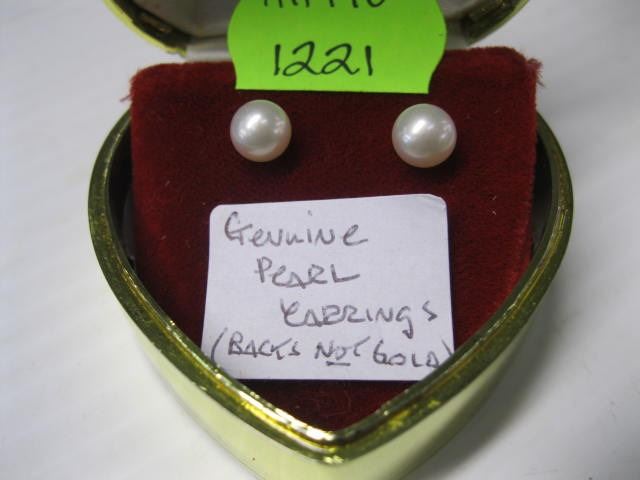 1221
Genuine
Pearl
Earrings
(Backs Not Gold)